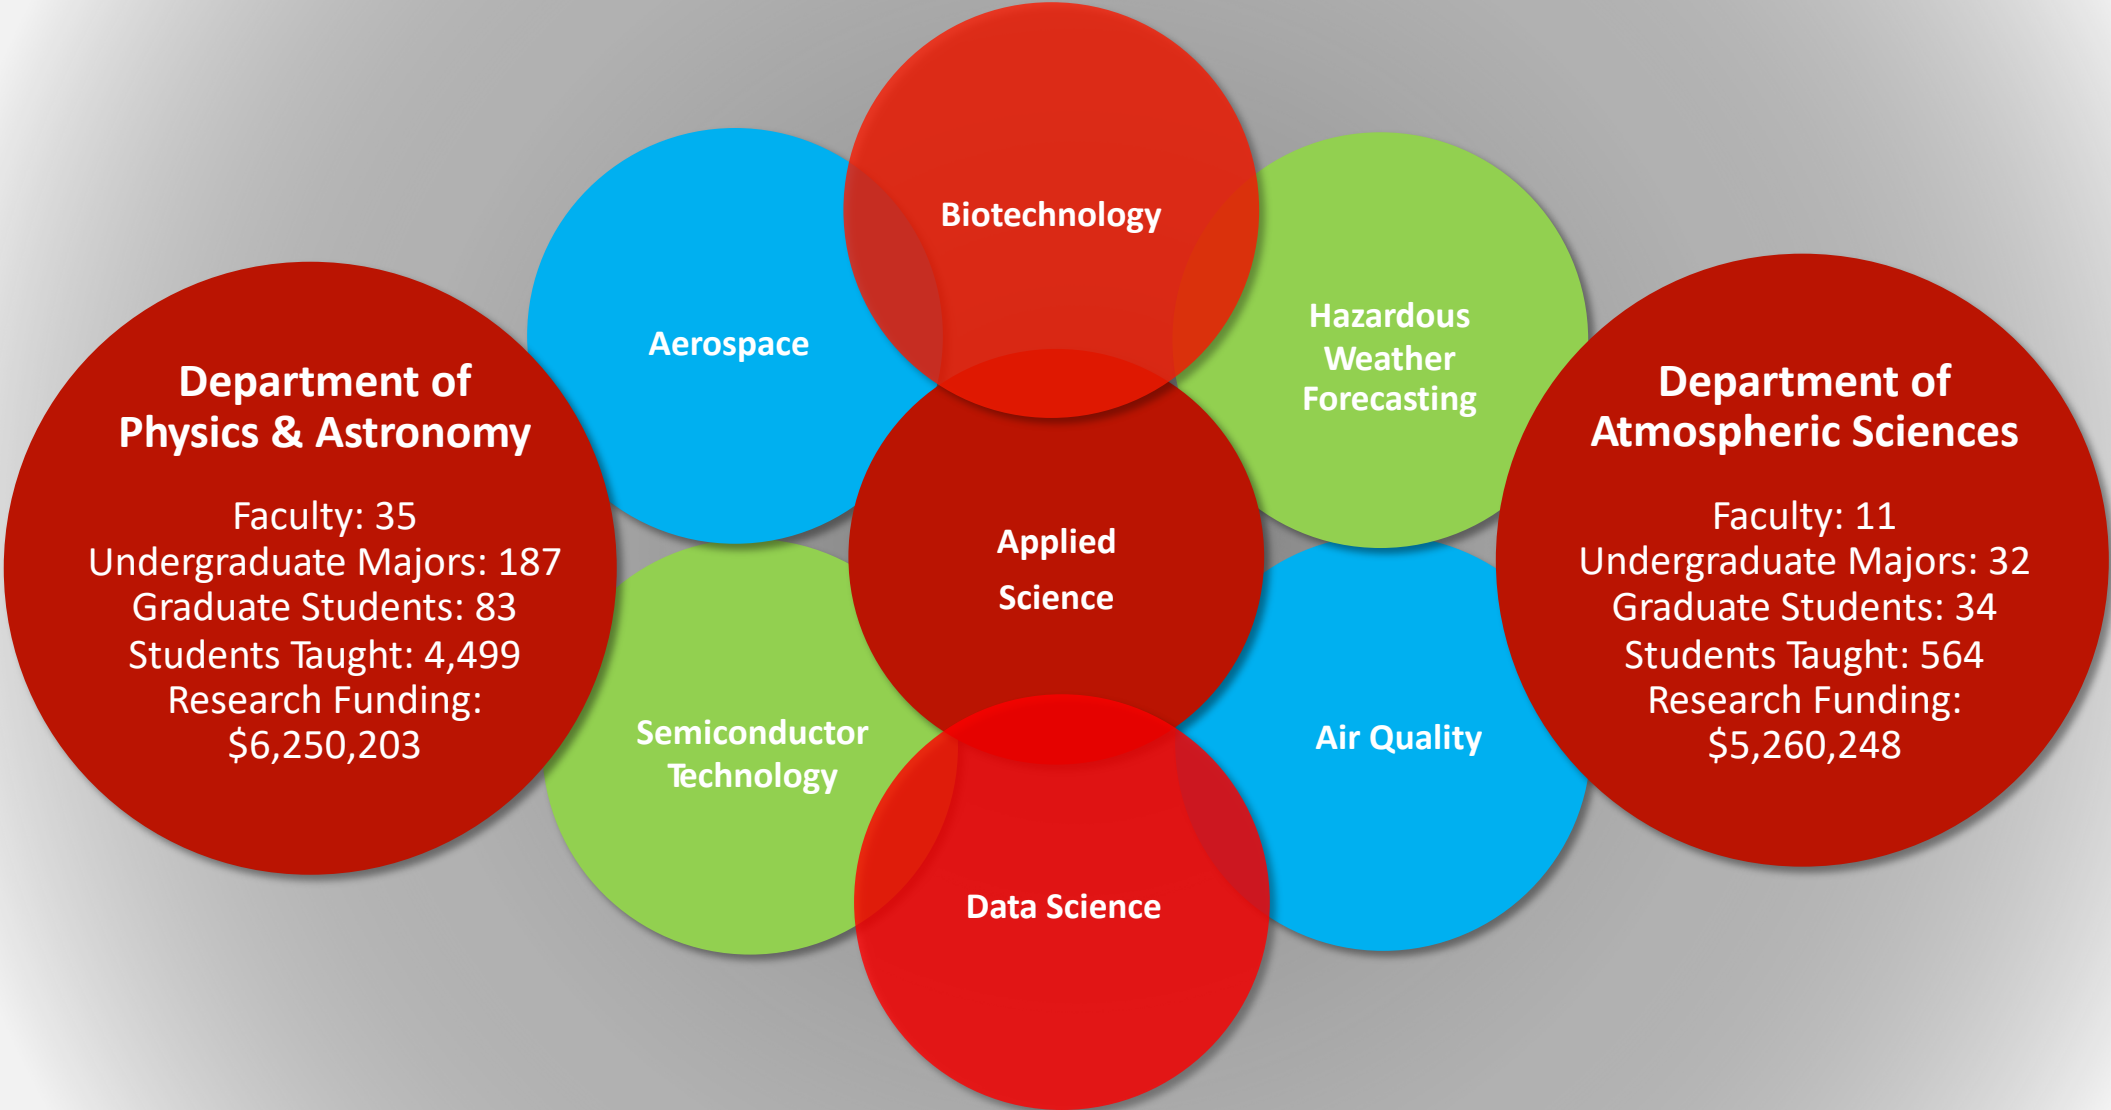 Department of
Physics & Astronomy
Faculty: 35
Undergraduate Majors: 187
Graduate Students: 83
Students Taught: 4,499
Research Funding:
$6,250,203
Aerospace
Semiconductor
Technology
Biotechnology
Applied
Science
Data Science
Hazardous
Weather
Forecasting
Air Quality
Department of
Atmospheric Sciences
Faculty: 11
Undergraduate Majors: 32
Graduate Students: 34
Students Taught: 564
Research Funding:
$5,260,248